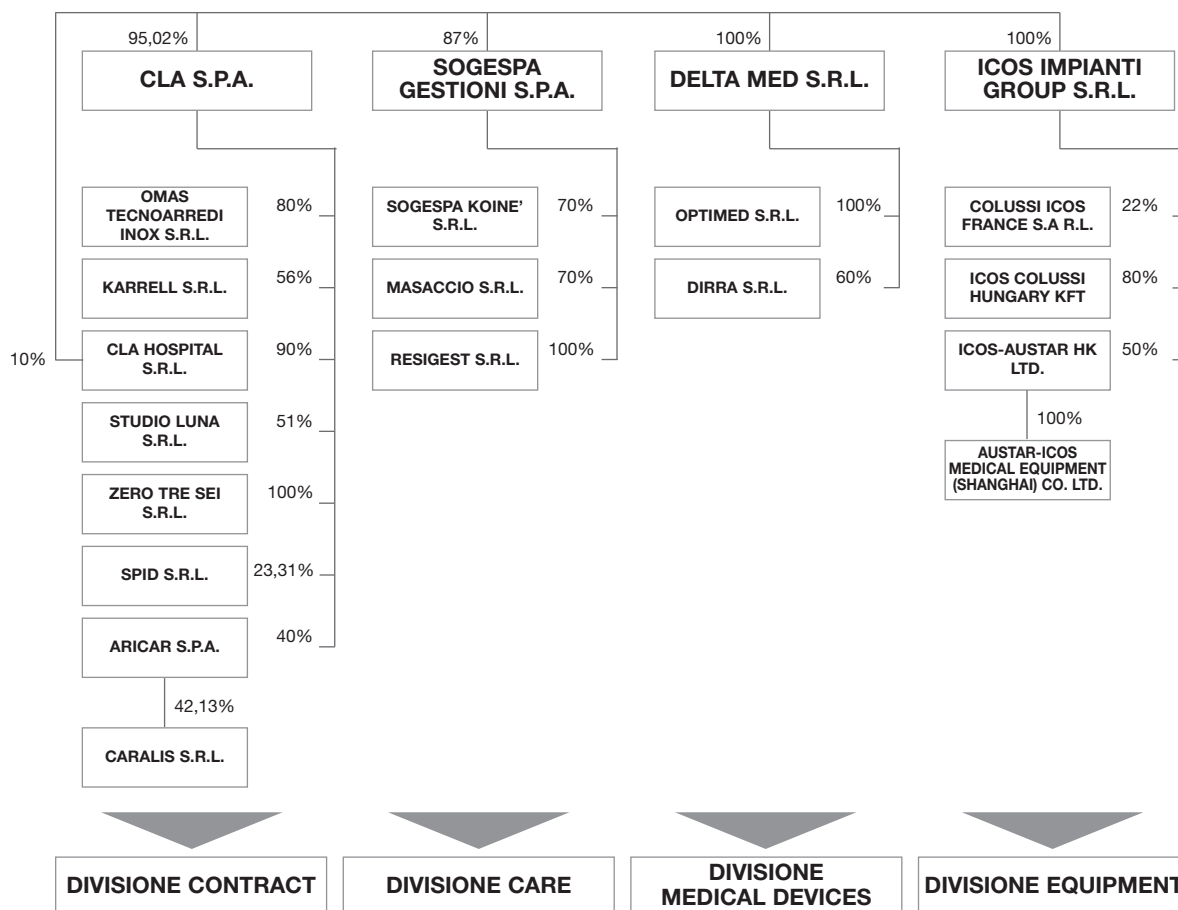 95,02%
CLA S.P.A.
87%
SOGESPA
GESTIONI S.P.A.
100%
DELTA MED S.R.L.
100%
ICOS IMPIANTI
GROUP S.R.L.
OMAS
TECNOARREDI
INOX S.R.L.
80%
KARRELL S.R.L.
56%
10%
CLA HOSPITAL
S.R.L.
90%
STUDIO LUNA
S.R.L.
51%
ZERO TRE SEI
S.R.L.
100%
SPID S.R.L.
23,31%
ARICAR S.P.A.
40%
42,13%
CARALIS S.R.L.
SOGESPA KOINE’
S.R.L.
70%
MASACCIO S.R.L.
70%
RESIGEST S.R.L.
100%
OPTIMED S.R.L.
100%
DIRRA S.R.L.
60%
COLUSSI ICOS
FRANCE S.A R.L.
22%
ICOS COLUSSI
HUNGARY KFT
80%
ICOS-AUSTAR HK
LTD.
50%
100%
AUSTAR-ICOS
MEDICAL EQUIPMENT
(SHANGHAI) CO. LTD.
DIVISIONE CONTRACT
DIVISIONE CARE
DIVISIONE
MEDICAL DEVICES
DIVISIONE EQUIPMENT